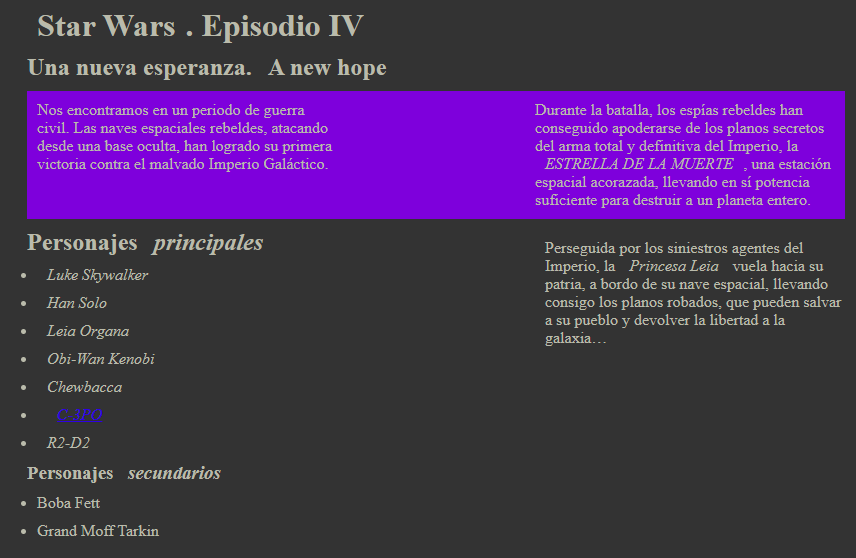 Star Wars . Episodio IV
Una nueva esperanza. A new hope
Nos encontramos en un periodo de guerra
civil. Las naves espaciales rebeldes, atacando
desde una base oculta, han logrado su primera
victoria contra el malvado Imperio Galáctico.
Durante la batalla, los espías rebeldes han
conseguido apoderarse de los planos secretos
del arma total y definitiva del Imperio, la
ESTRELLA DE LA MUERTE , una estación
espacial acorazada, llevando en sí potencia
suficiente para destruir a un planeta entero.
Perseguida por los siniestros agentes del
Imperio, la Princesa Leia vuela hacia su
patria, a bordo de su nave espacial, llevando
consigo los planos robados, que pueden salvar
a su pueblo y devolver la libertad a la
galaxia…
Personajes principales
Luke Skywalker
Han Solo
Leia Organa
Obi-Wan Kenobi
Chewbacca
C-3PO
R2-D2
Personajes secundarios
Boba Fett
Grand Moff Tarkin